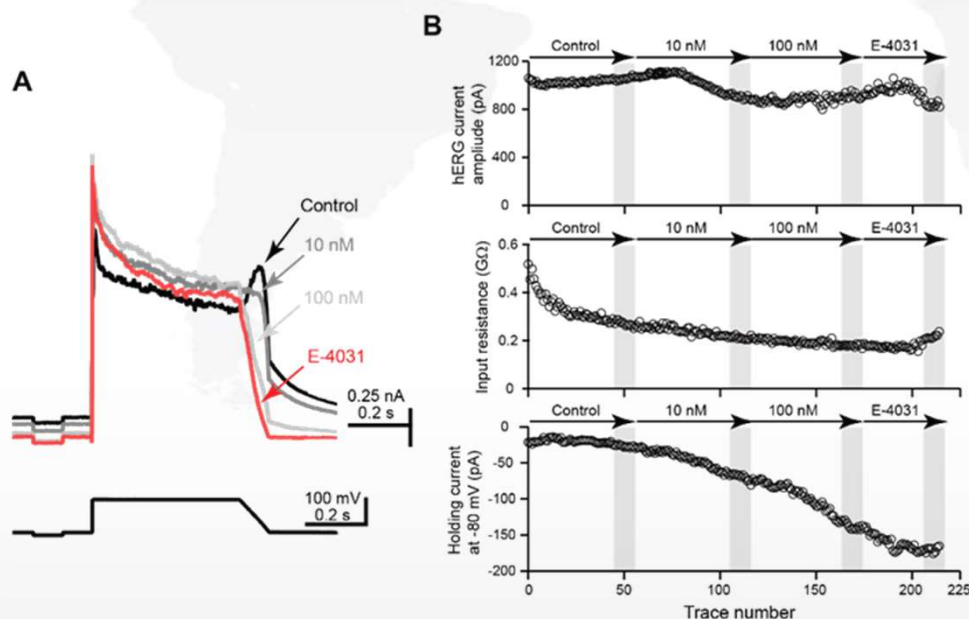 A
Control
10 nM
100 nM
E-4031
0.25 nA
0.2 s
100 mV
0.2 s
B
Control 10 nM 100 nM E-4031
1200
800
400
0
hERG current
ampliude (pA)
Control 10 nM 100 nM E-4031
0.6
0.4
0.2
0
Input resistance (GΩ)
Control 10 nM 100 nM E-4031
0
-50
-100
-150
-200
Holding current
at -80 mV (pA)
0 50 100 150 200 225
Trace number